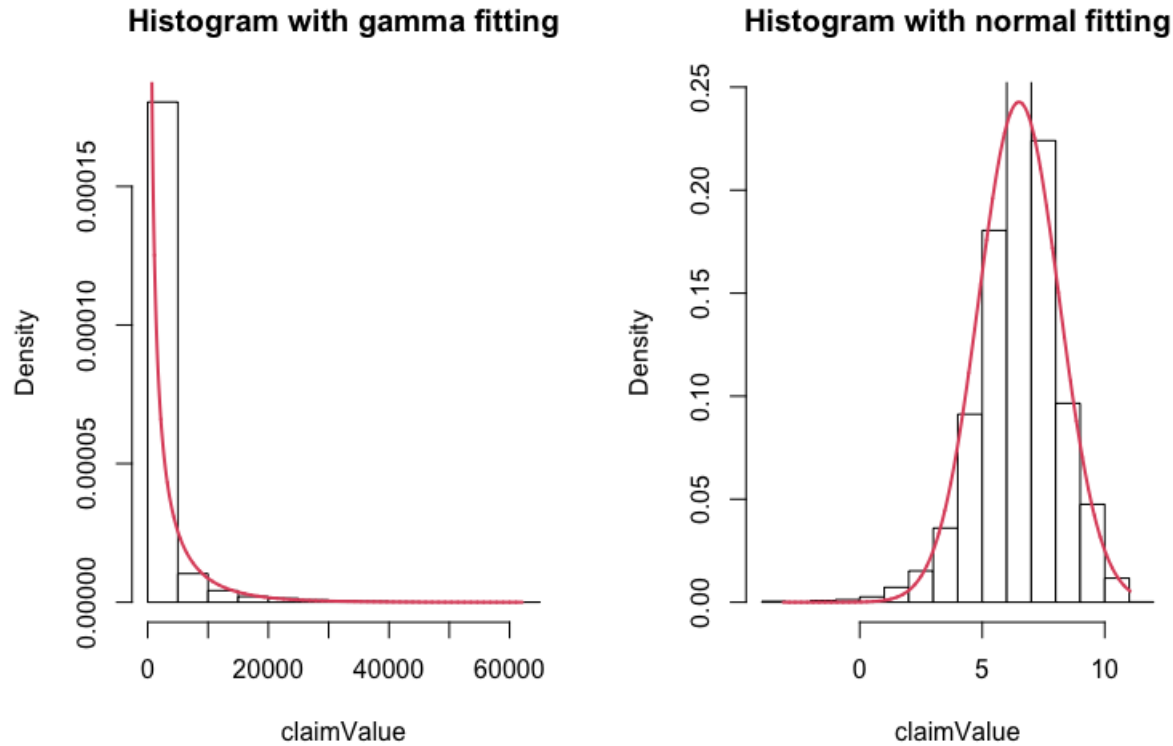 Histogram with gamma fitting
Density
0.00000
0.00005
0.00010
0.00015
0 20000 40000 60000
claimValue
Histogram with normal fitting
Density
0.00
0.05
0.10
0.15
0.20
0.25
0 5 10
claimValue